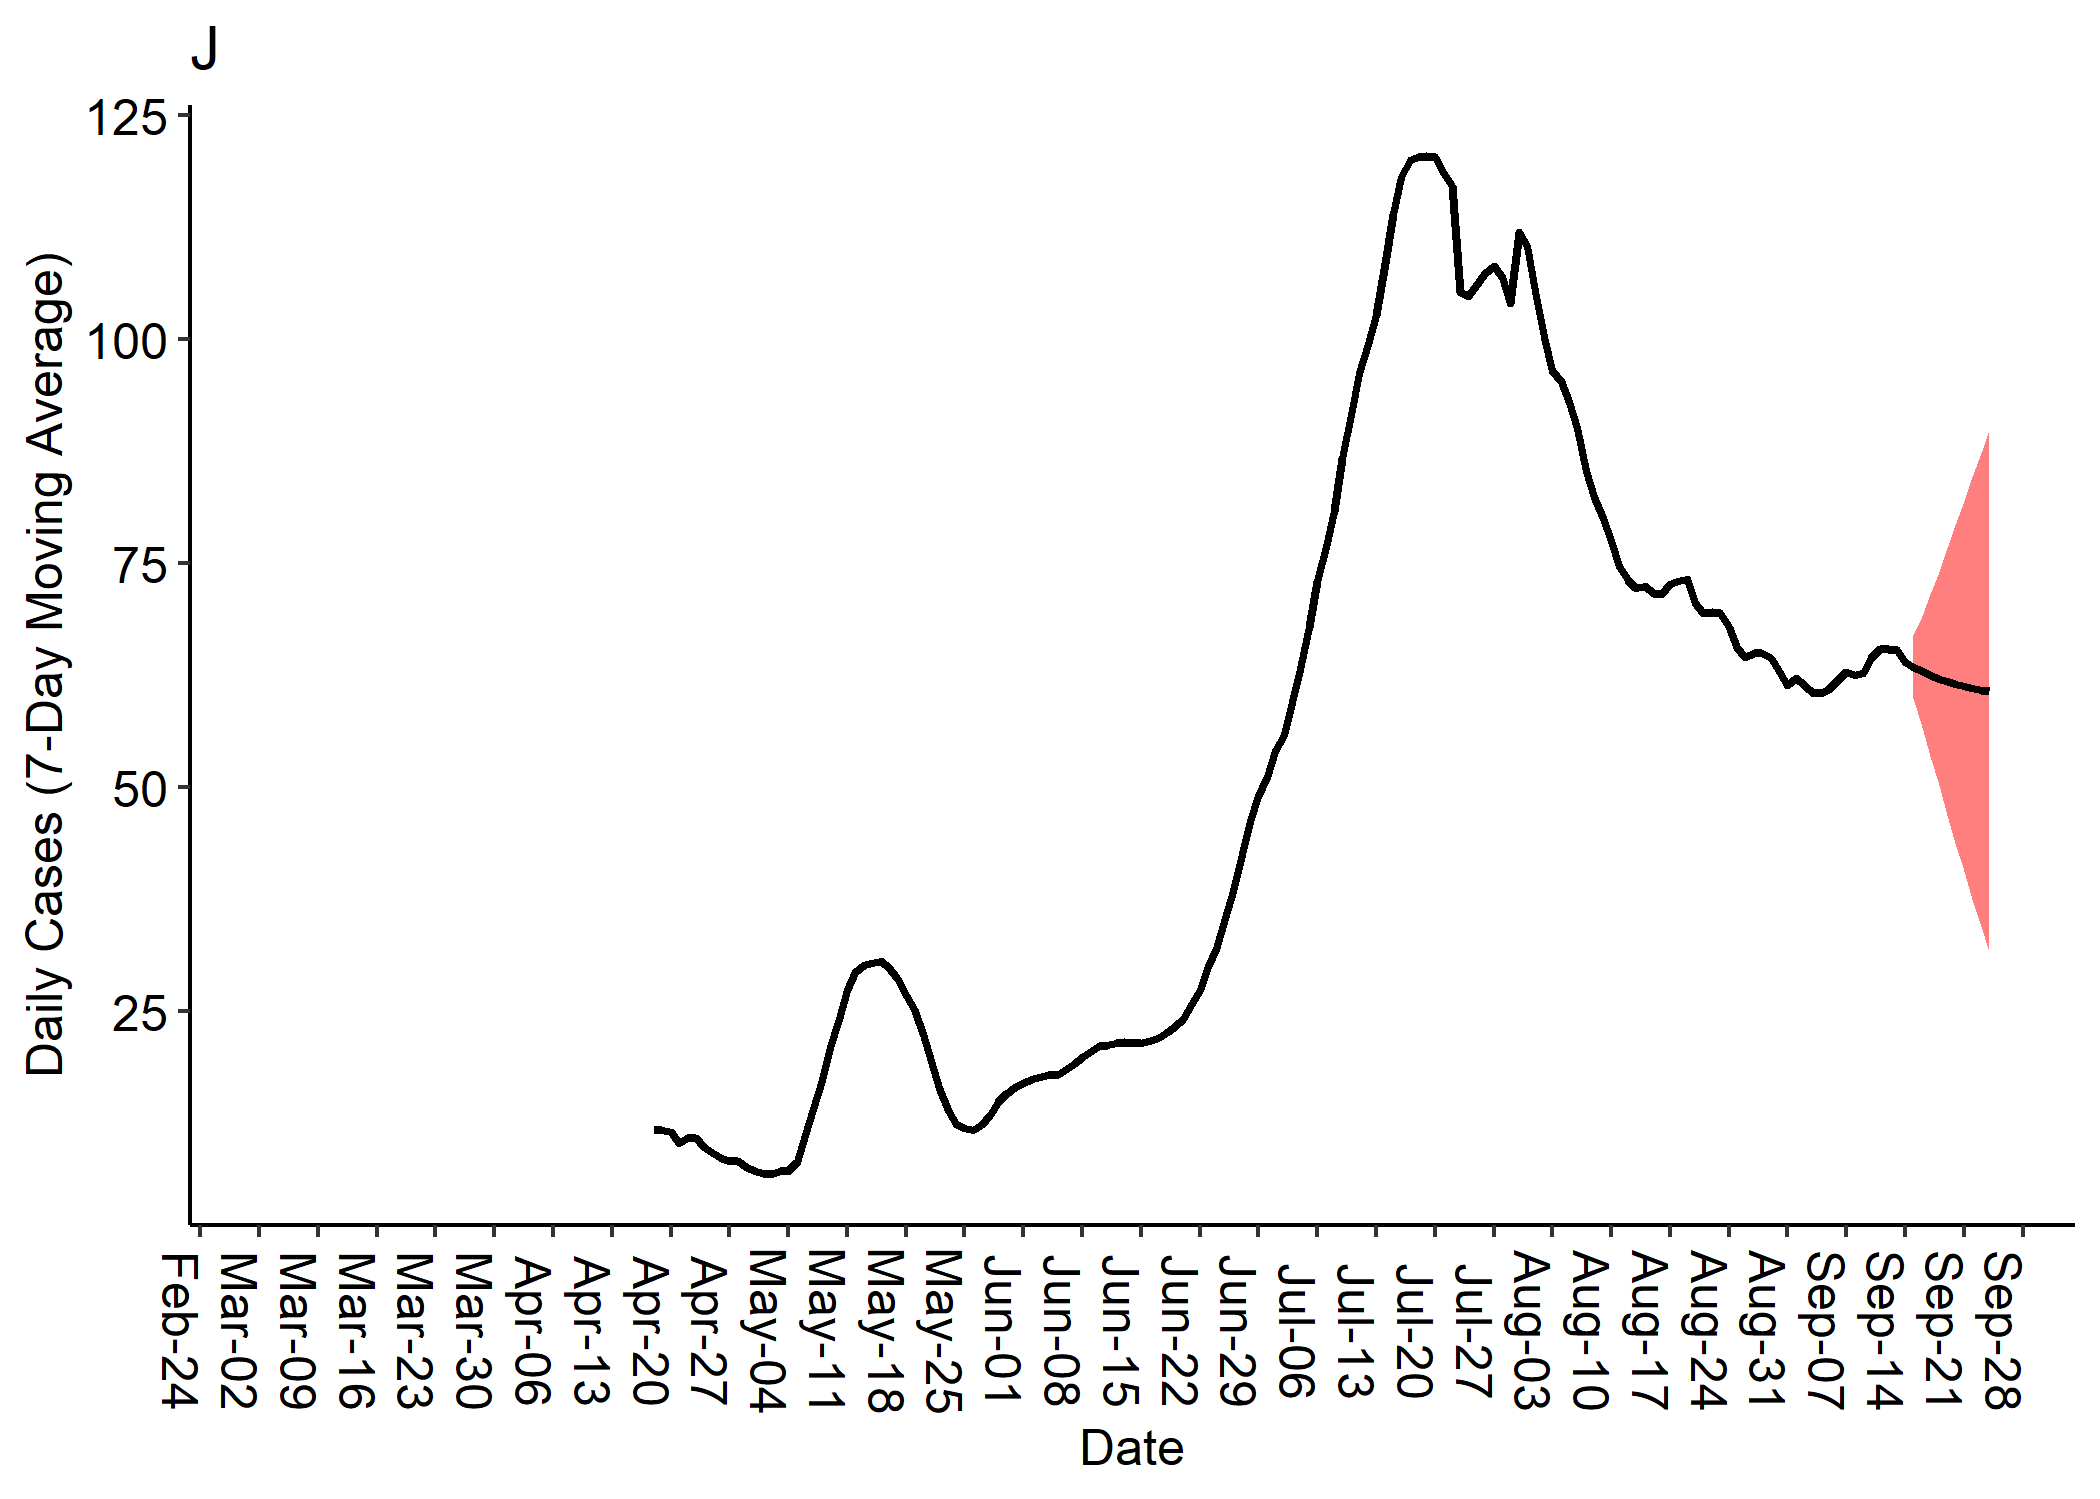 J
125
100
75
50
25
Daily Cases (7-Day Moving Average)
Feb-24
Mar-02
Mar-09
Mar-16
Mar-23
Mar-30
Apr-06
Apr-13
Apr-20
Apr-27
May-04
May-11
May-18
May-25
Jun-01
Jun-08
Jun-15
Jun-22
Jun-29
Jul-06
Jul-13
Jul-20
Jul-27
Aug-03
Aug-10
Aug-17
Aug-24
Aug-31
Sep-07
Sep-14
Sep-21
Sep-28
Date